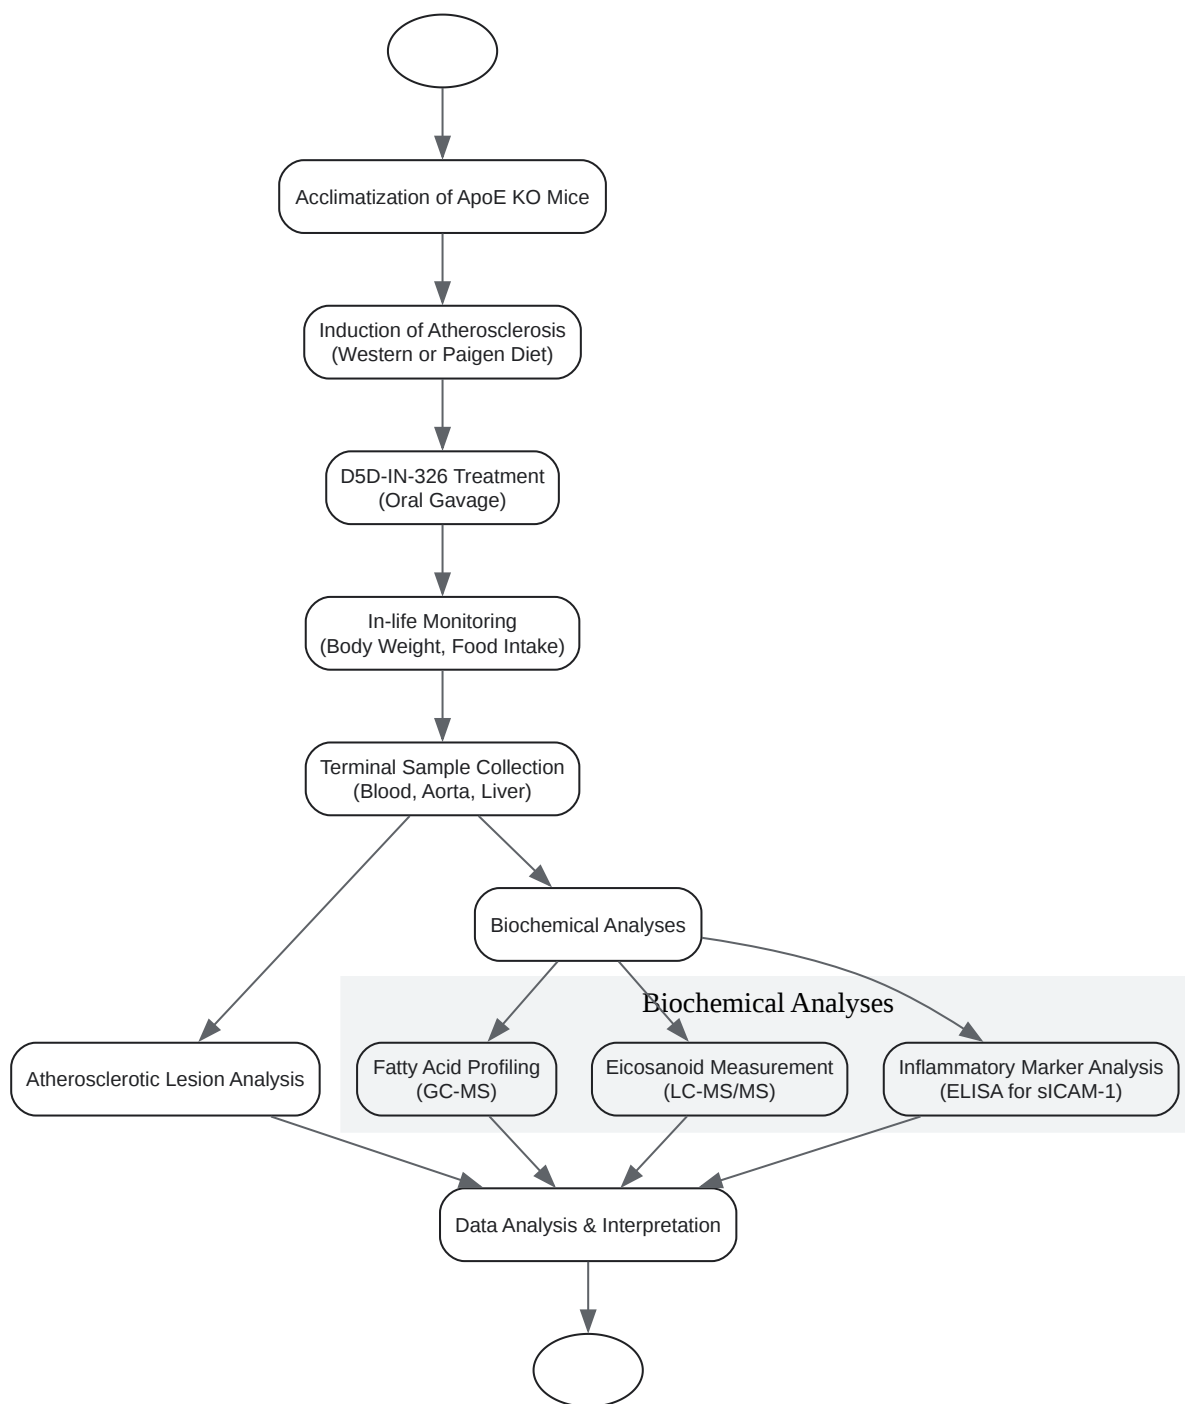 Acclimatization of ApoE KO Mice
Induction of Atherosclerosis
(Western or Paigen Diet)
D5D-IN-326 Treatment
(Oral Gavage)
In-life Monitoring
(Body Weight, Food Intake)
Terminal Sample Collection
(Blood, Aorta, Liver)
Biochemical Analyses
Biochemical Analyses
Atherosclerotic Lesion Analysis
Fatty Acid Profiling
(GC-MS)
Eicosanoid Measurement
(LC-MS/MS)
Inflammatory Marker Analysis
(ELISA for sICAM-1)
Data Analysis & Interpretation